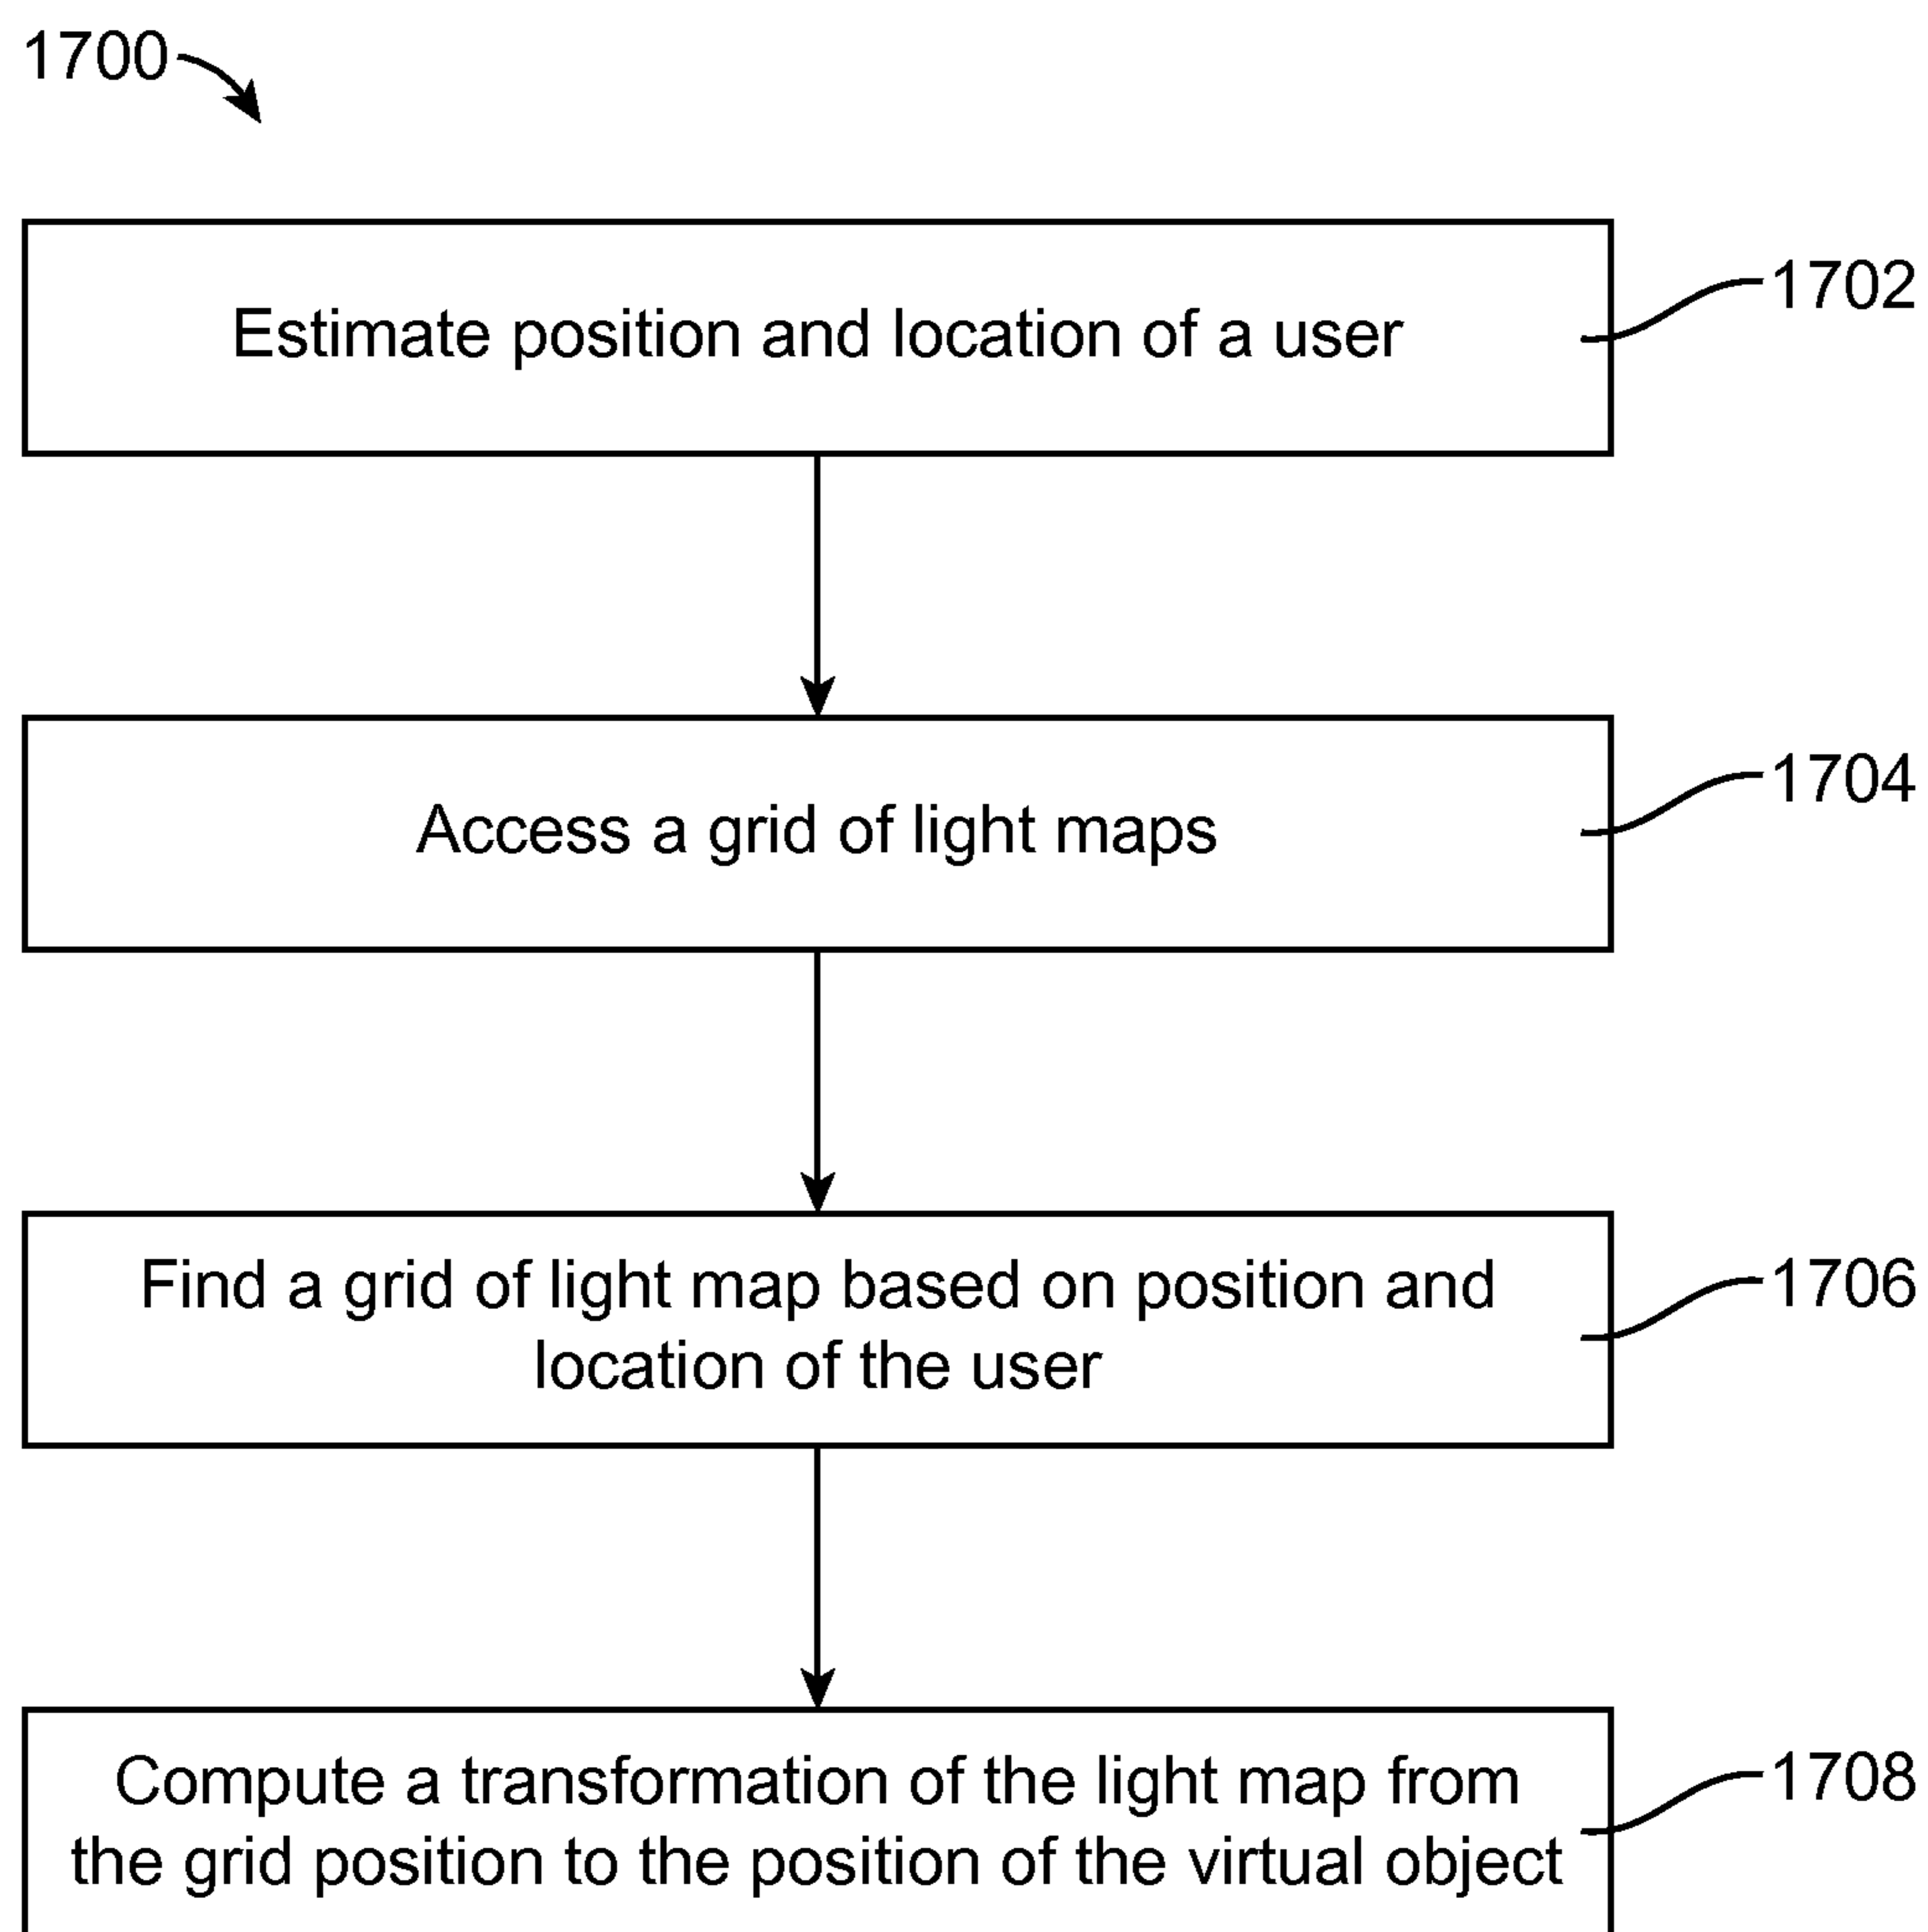 1700
Estimate position and location of a user
1702
Access a grid of light maps
1704
Find a grid of light map based on position and
location of the user
1706
Compute a transformation of the light map from
the grid position to the position of the virtual object
1708